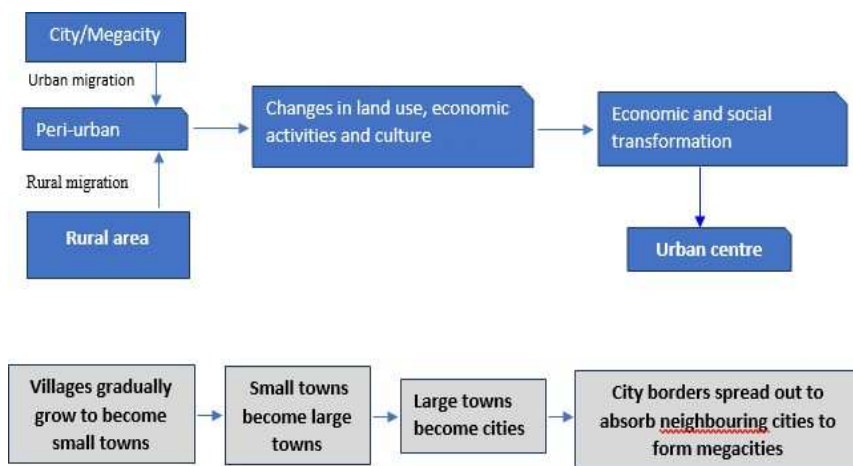 City/Megacity
Urban migration
Peri-urban
Rural migration
Rural area
Changes in land use, economic
activities and culture
Economic and social
transformation
Urban centre
Villages gradually
grow to become
small towns
Small towns
become large
towns
Large towns
become cities
City borders spread out to
absorb neighbouring cities to
form megacities